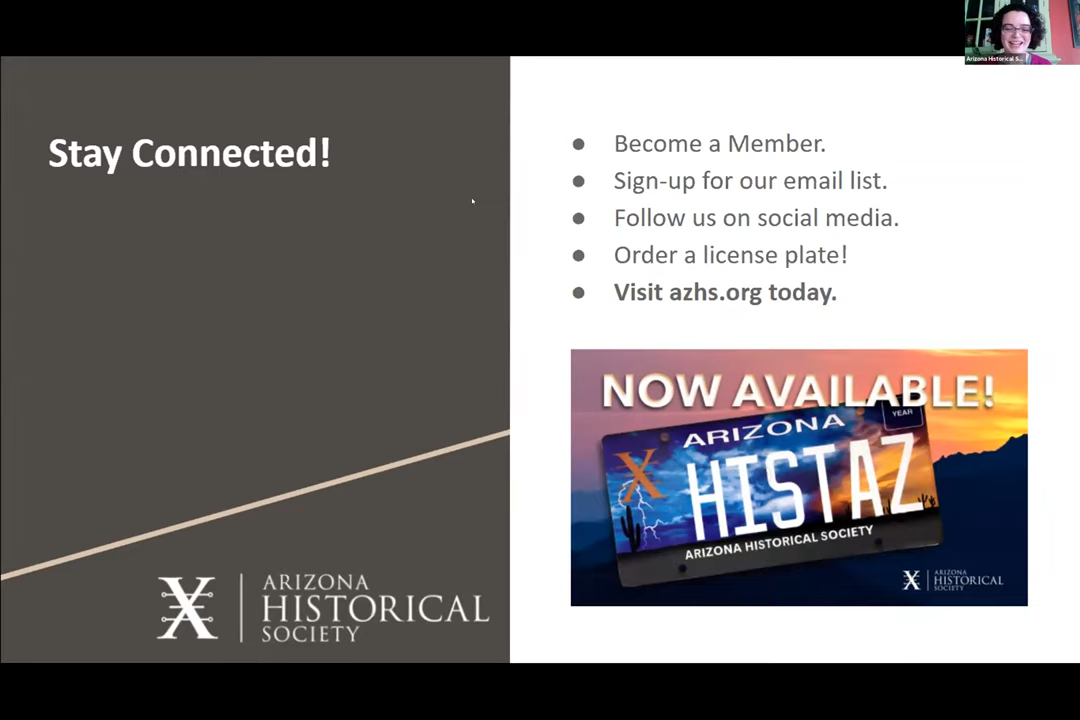 Arizona Historical S...
Stay Connected!
● Become a Member.
● Sign-up for our email list.
● Follow us on social media.
● Order a license plate!
● Visit azhs.org today.
NOW AVAILABLE!
YEAR
ARIZONA
HISTAZ
ARIZONA HISTORICAL SOCIETY
ARIZONA
HISTORICAL
SOCIETY
ARIZONA
HISTORICAL
SOCIETY